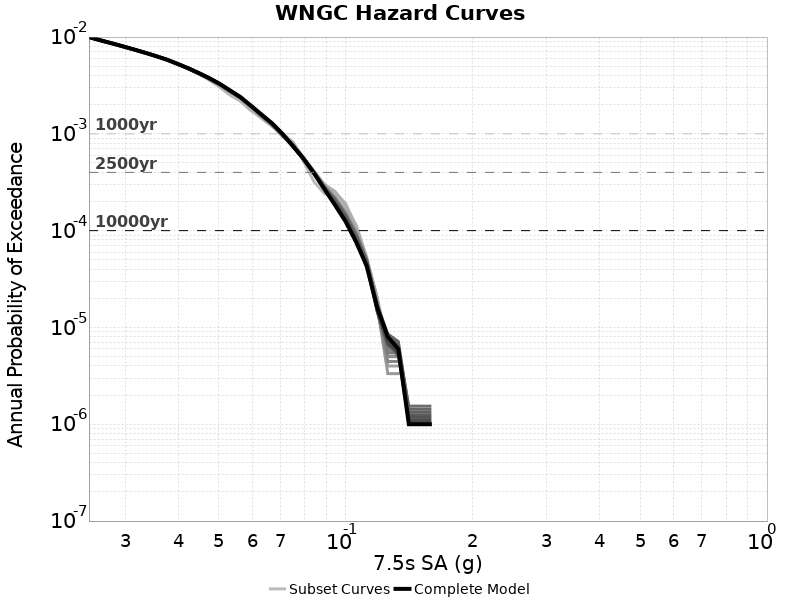 WNGC Hazard Curves
Annual Probability of Exceedance
10-2
10-3
10-4
10-5
10-6
10-7
1000yr
2500yr
10000yr
3 4 5 6 7 10-1 2 3 4 5 6 7 100
7.5s SA (g)
Subset Curves Complete Model